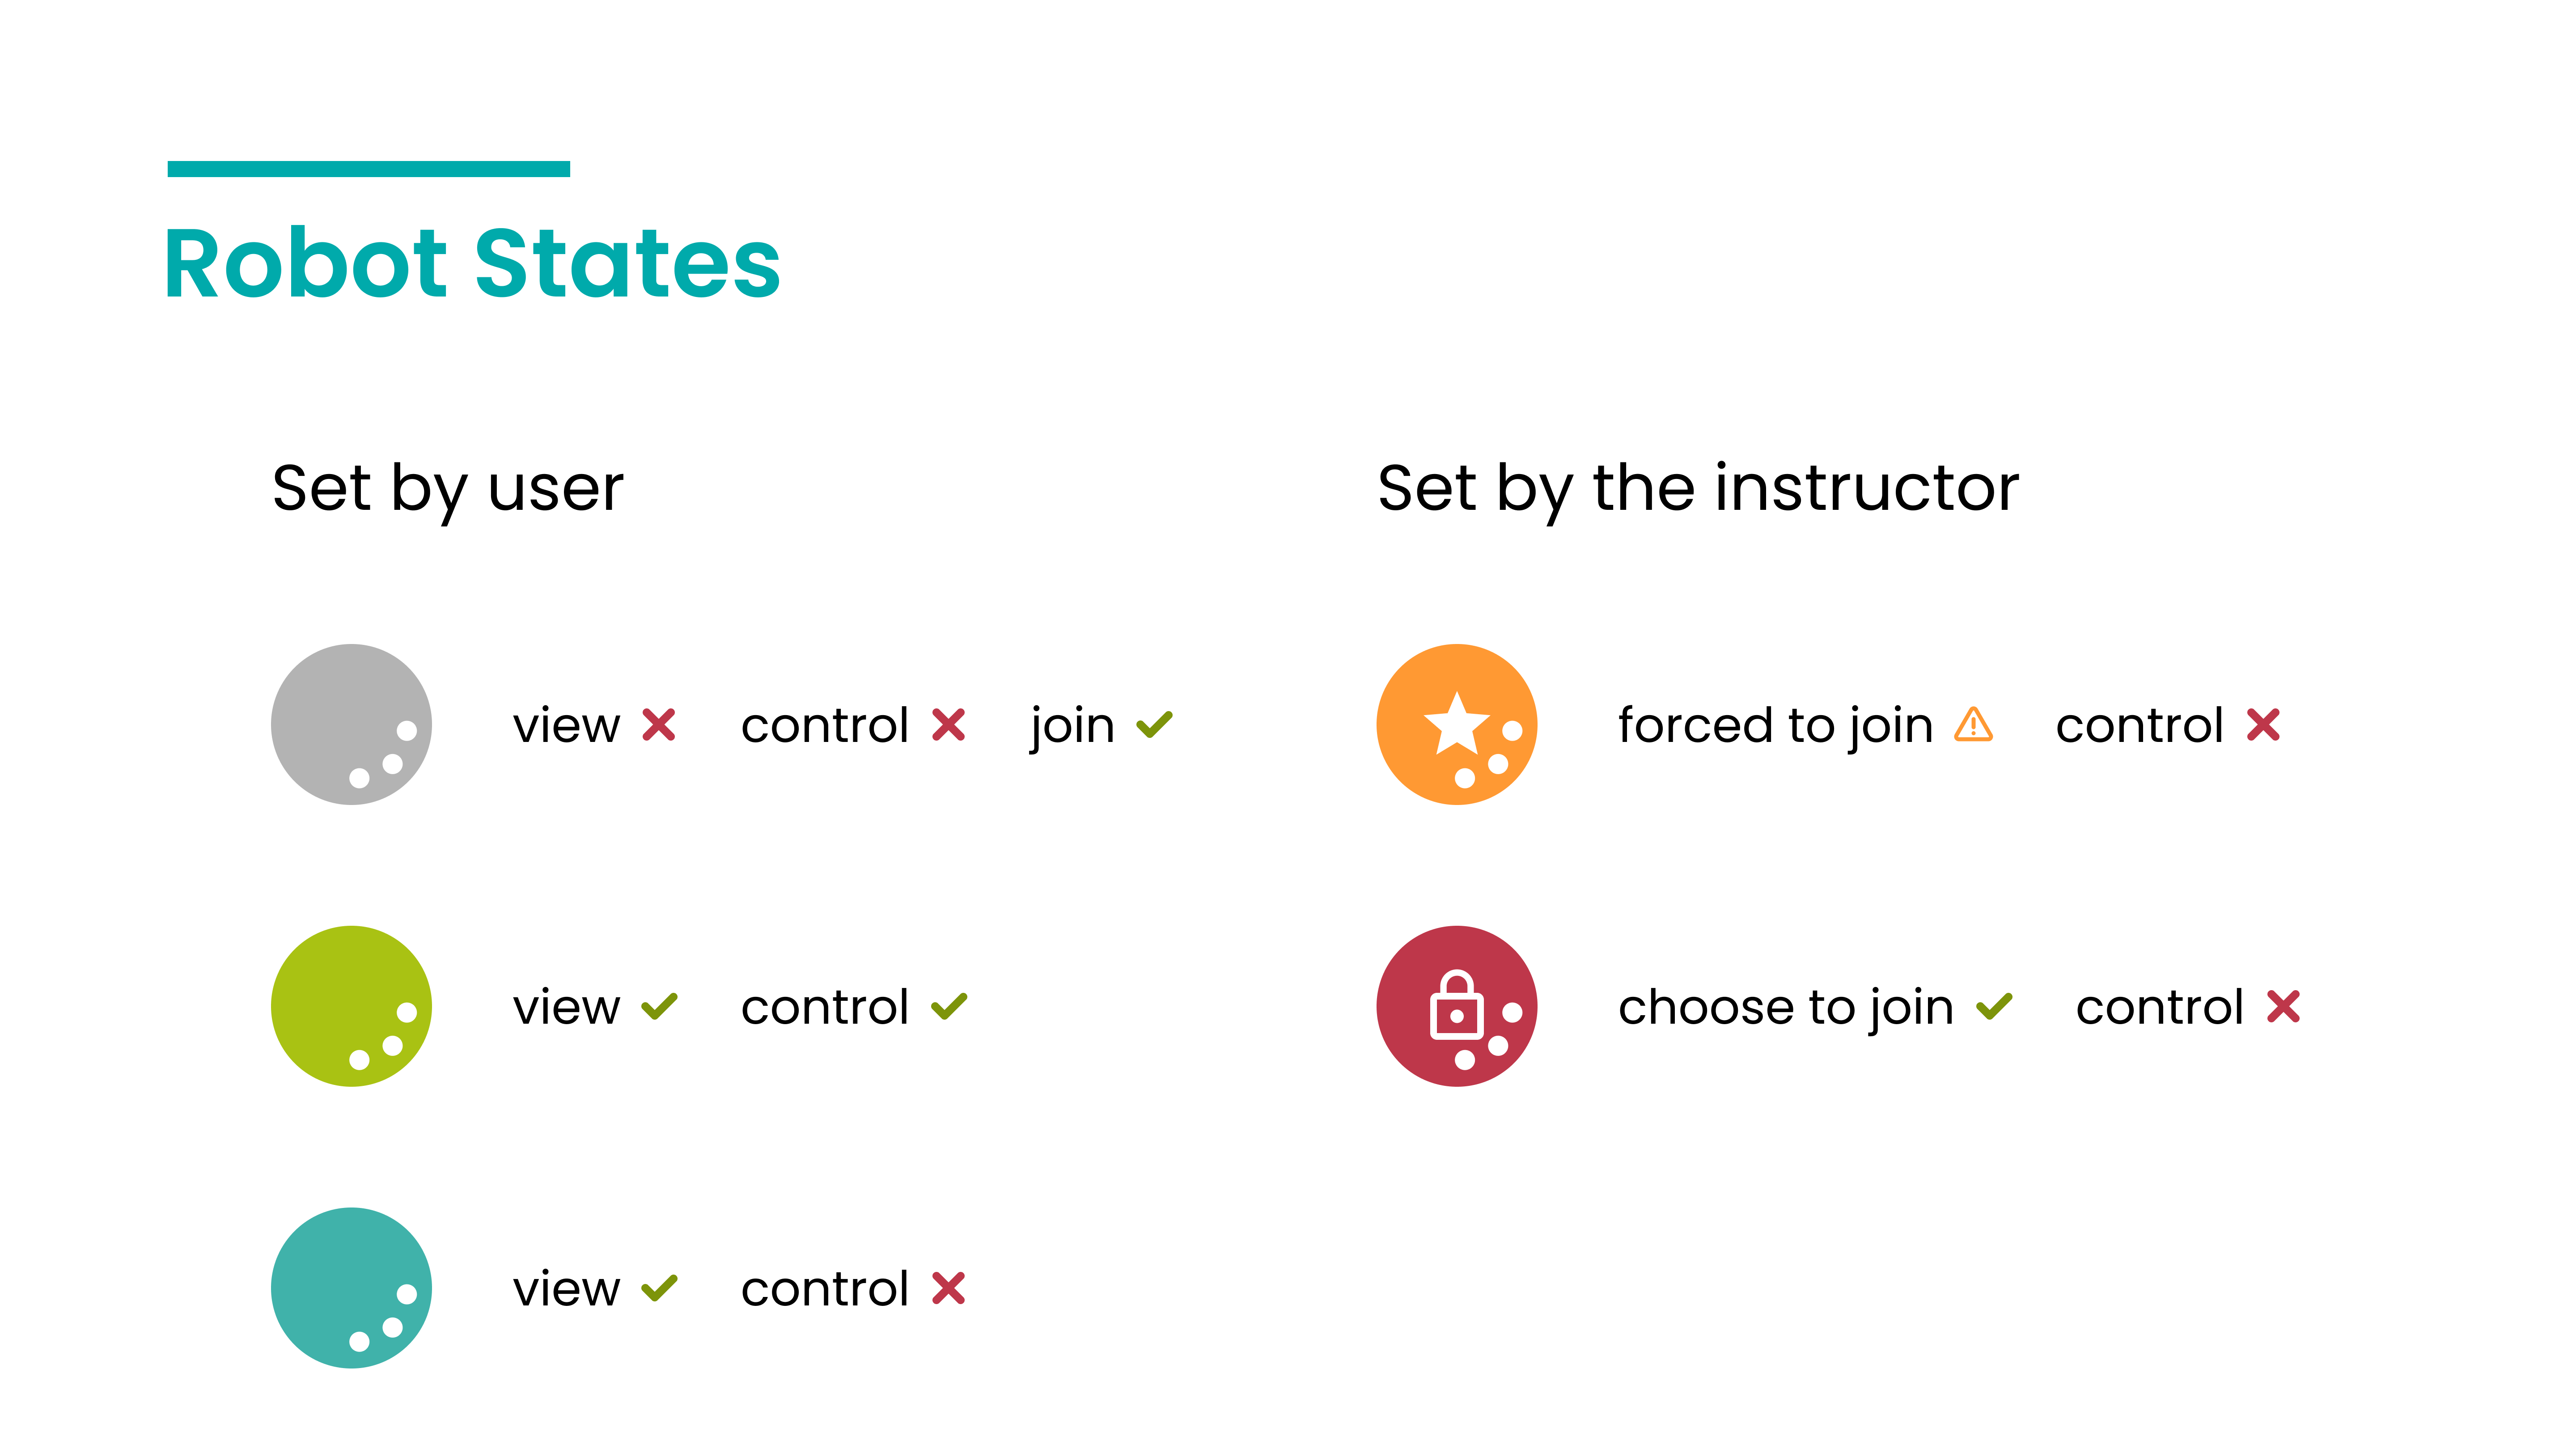 Robot States
Set by user
view control join
view control
view control
Set by the instructor
forced to join control
choose to join control